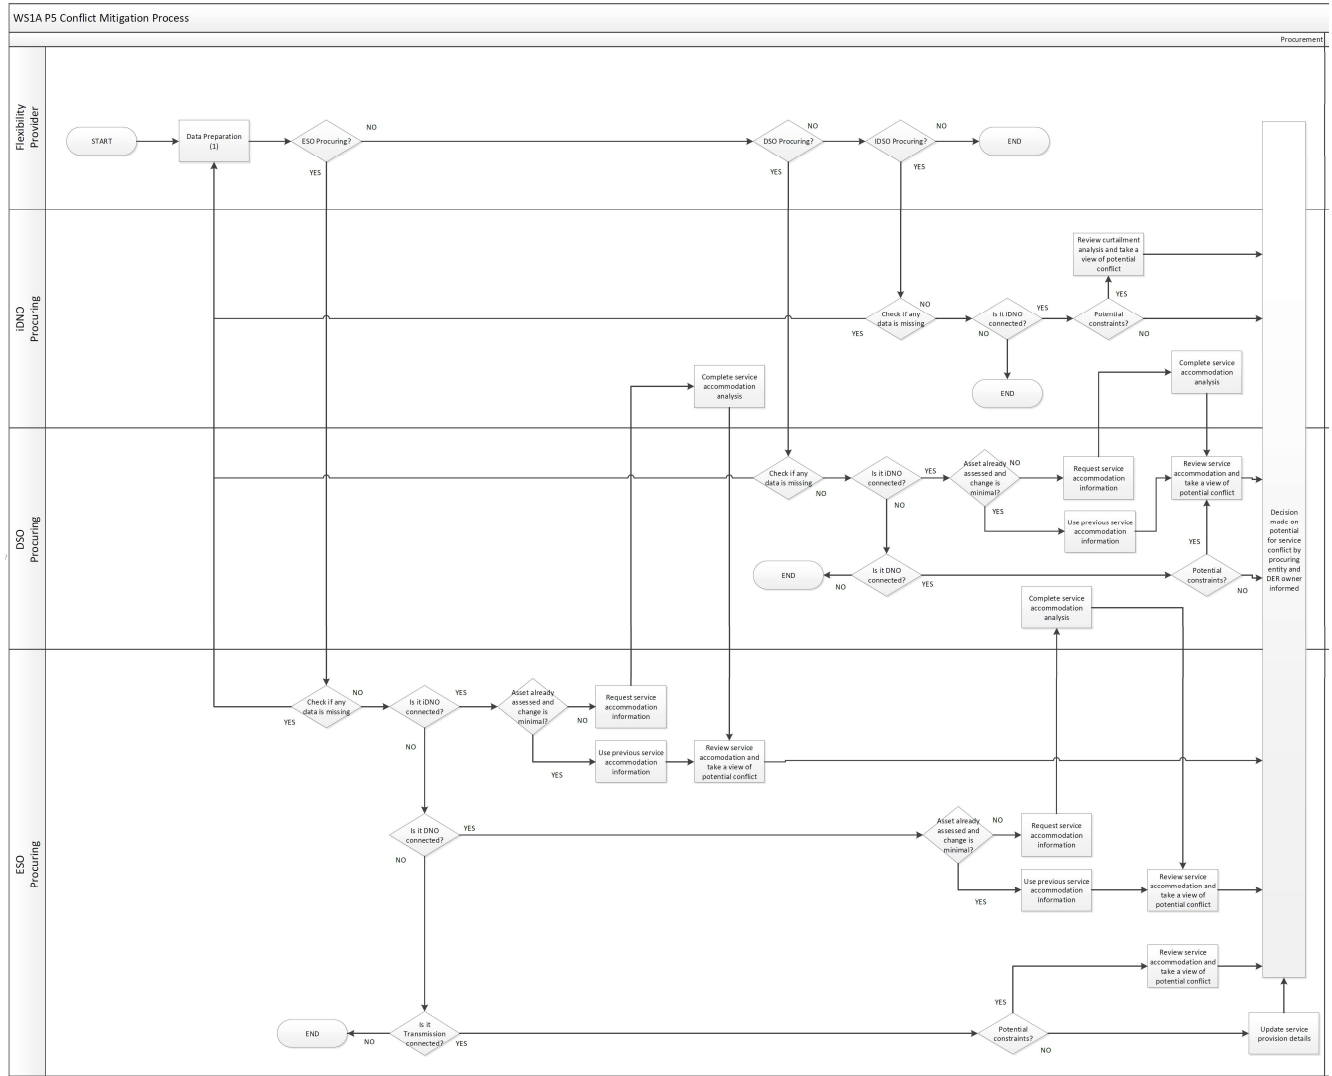 WS1A P5 Conflict Mitigation Process
Procurement
Flexibility
Provider
START
Data Preparation
(1)
ESO Procuring?
NO
YES
DSO Procuring?
NO
YES
IDSO Procuring?
NO
YES
END
iDNO
Procuring
Review curtailment
analysis and take a
view of potential
conflict
YES
Check if any
data is missing
NO
YES
Is it iDNO
connected?
YES
NO
Potential
constraints?
NO
END
Complete service
accommodation
analysis
Complete service
accommodation
analysis
DSO
Procuring
Check if any
data is missing
NO
Is it iDNO
connected?
YES
NO
Asset already
assessed and
change is
minimal?
NO
YES
Request service
accommodation
information
Review service
accommodation and
take a view of
potential conflict
Use previous service
accommodation
information
YES
END
NO
Is it DNO
connected?
YES
Potential
constraints?
NO
Decision
made on
potential
for service
conflict by
procuring
entity and
DER owner
informed
Complete service
accommodation
analysis
ESO
Procuring
Check if any
data is missing
NO
YES
Is it iDNO
connected?
YES
NO
Asset already
assessed and
change is
minimal?
NO
YES
Request service
accommodation
information
Use previous service
accommodation
information
Review service
accomodation and
take a view of
potential conflict
Is it DNO
connected?
YES
NO
Asset already
assessed and
change is
minimal?
NO
YES
Request service
accommodation
information
Use previous service
accommodation
information
Review service
accommodation and
take a view of
potential conflict
Review service
accommodation and
take a view of
potential conflict
YES
END
NO
Is it
Transmission
connected?
YES
Potential
constraints?
NO
Update service
provision details